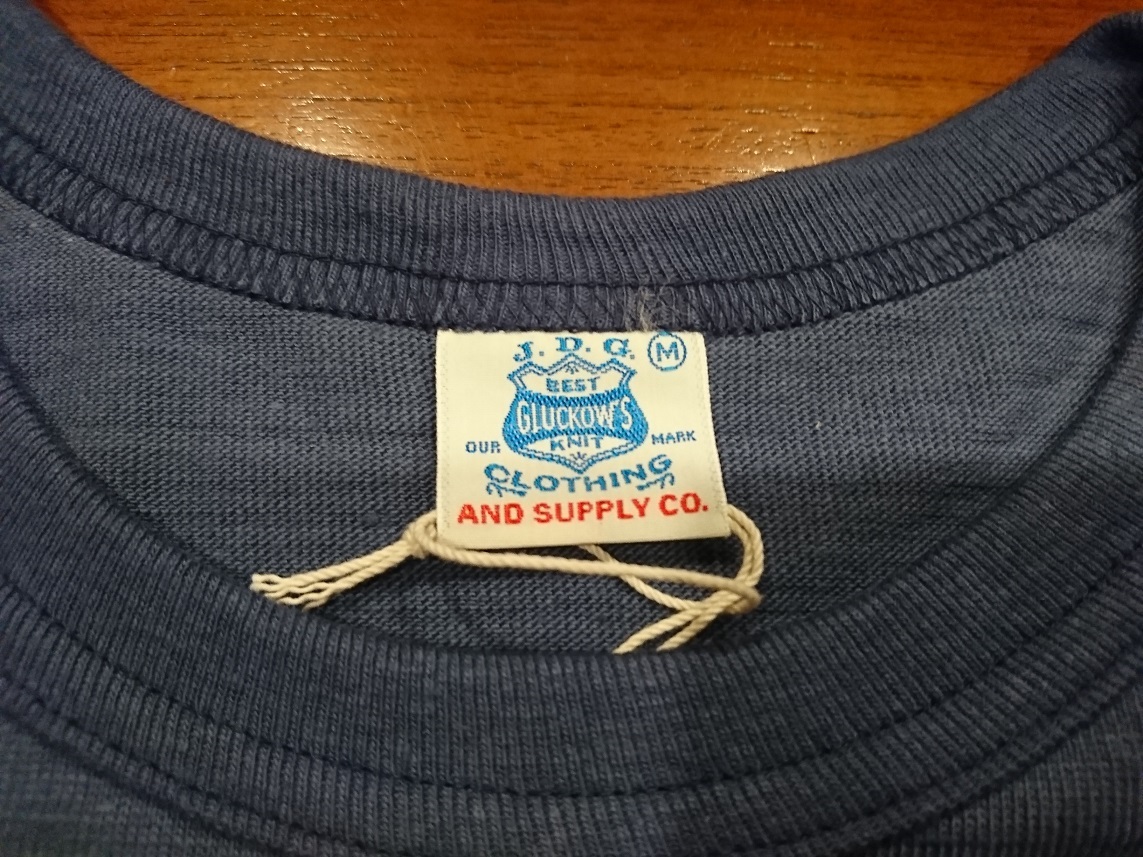 J. D. G. M
BEST
GLUCKOW'S
OUR KNIT MARK
CLOTHING
AND SUPPLY CO.